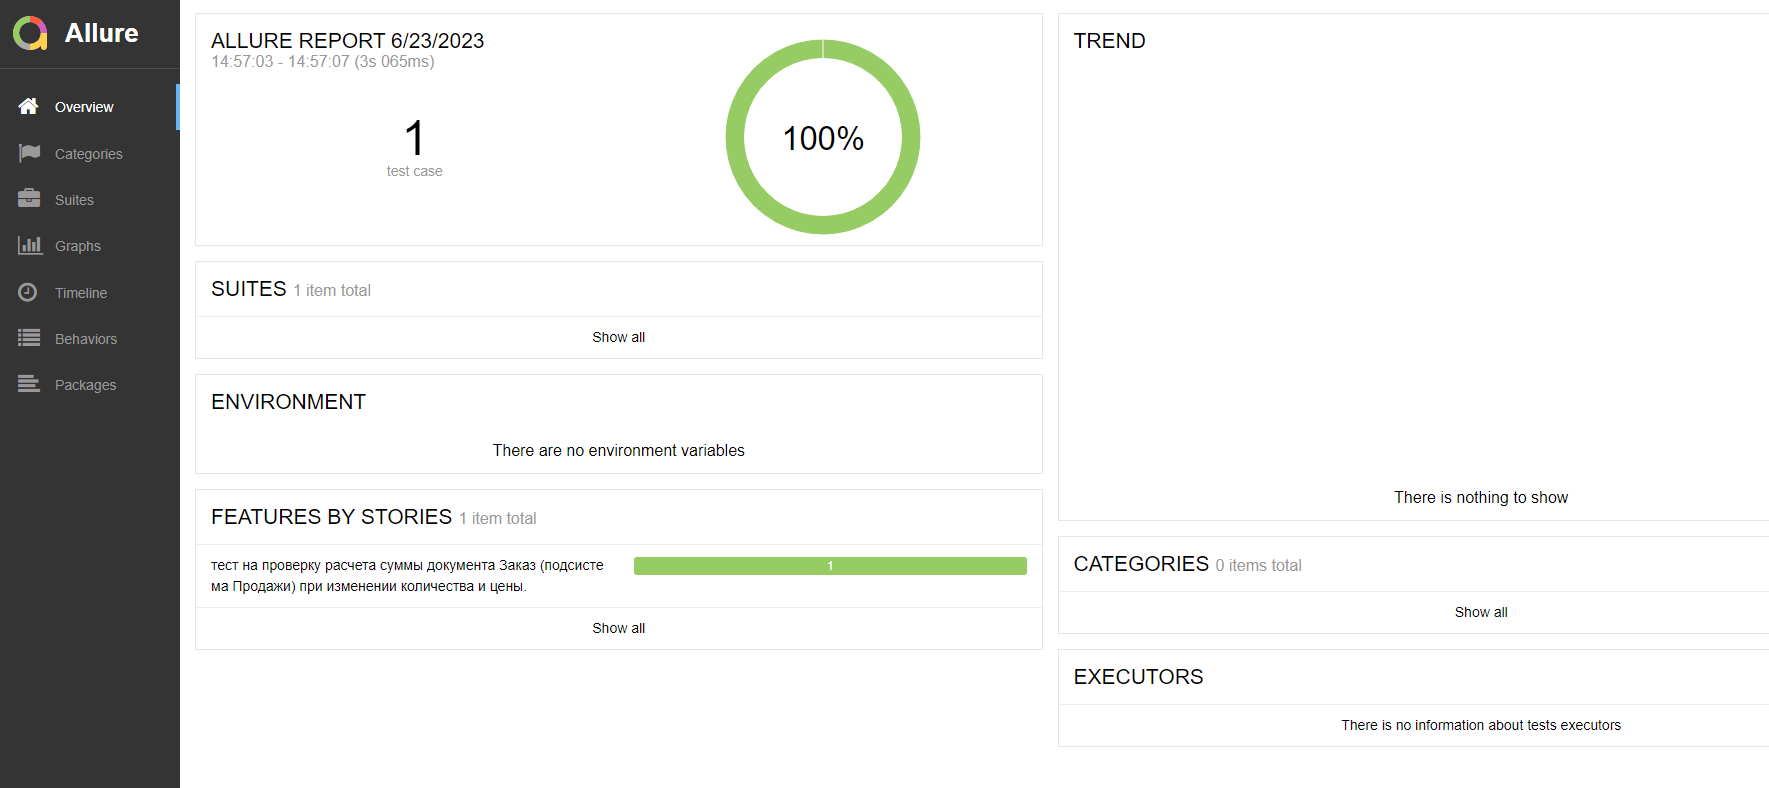 Allure
Overview
Categories
Suites
Graphs
Timeline
Behaviors
Packages
ALLURE REPORT 6/23/2023
14:57:03 - 14:57:07 (3s 065ms)
1
test case
100%
SUITES 1 item total
Show all
ENVIRONMENT
There are no environment variables
FEATURES BY STORIES 1 item total
тест на проверку расчета суммы документа Заказ (подсисте
ма Продажи) при изменении количества и цены.
1
Show all
TREND
There is nothing to show
CATEGORIES 0 items total
Show all
EXECUTORS
There is no information about tests executors